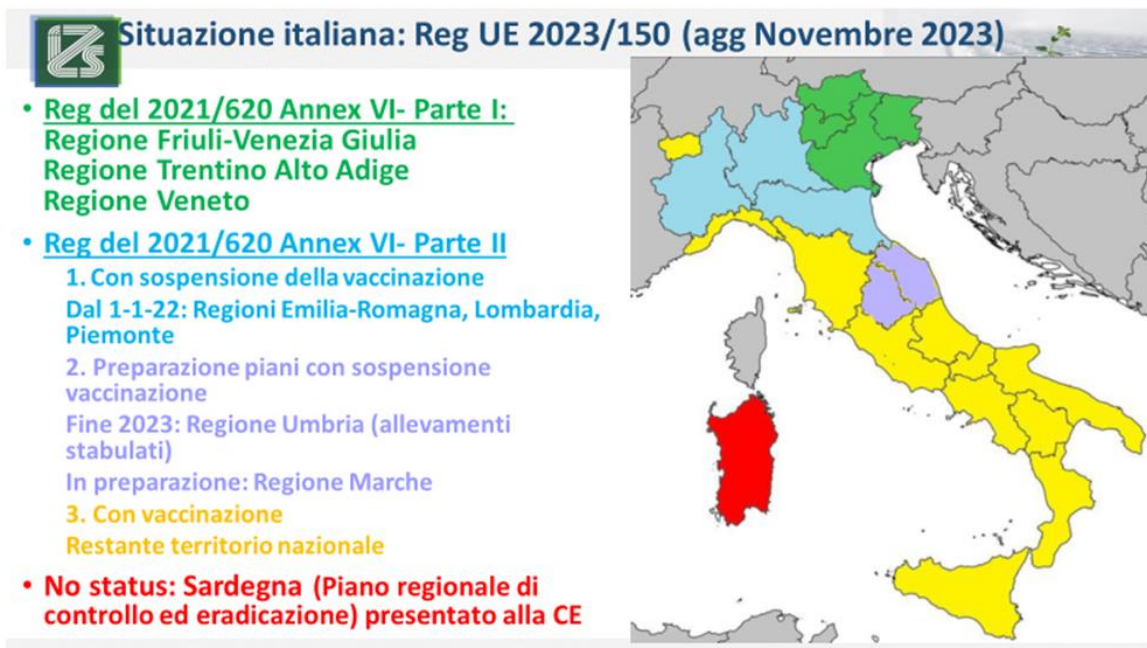 IZS
Situazione italiana: Reg UE 2023/150 (agg Novembre 2023)
• Reg del 2021/620 Annex VI- Parte I:
Regione Friuli-Venezia Giulia
Regione Trentino Alto Adige
Regione Veneto
• Reg del 2021/620 Annex VI- Parte II
1. Con sospensione della vaccinazione
Dal 1-1-22: Regioni Emilia-Romagna, Lombardia,
Piemonte
2. Preparazione piani con sospensione
vaccinazione
Fine 2023: Regione Umbria (allevamenti
stabulati)
In preparazione: Regione Marche
3. Con vaccinazione
Restante territorio nazionale
• No status: Sardegna (Piano regionale di
controllo ed eradicazione) presentato alla CE